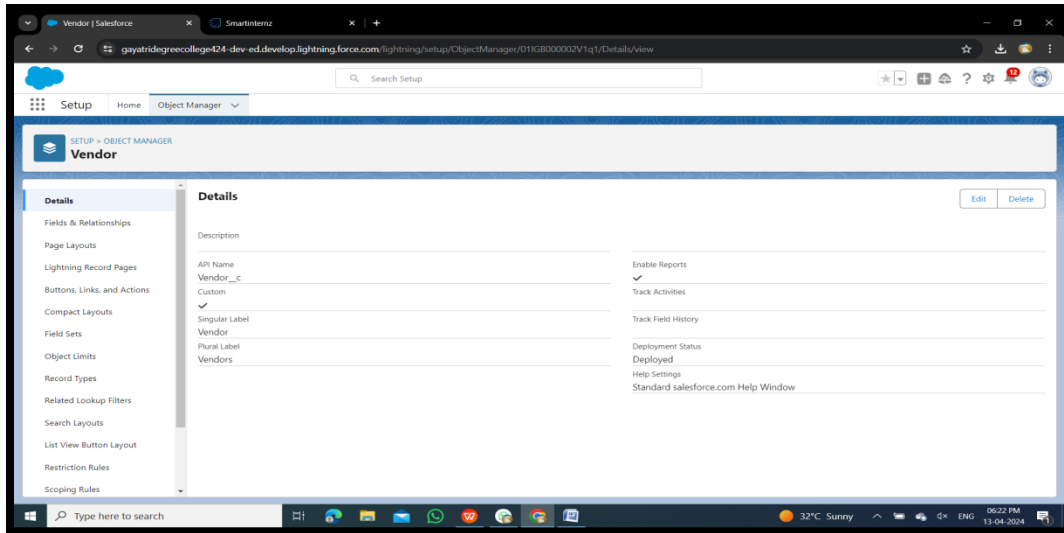 Vendor | Salesforce
Smartinternz
gayatridegreecollege424-dev-ed.develop.lightning.force.com/lightning/setup/ObjectManager/01IGB000002V1q1/Details/view
Search Setup
12
Setup Home Object Manager
SETUP > OBJECT MANAGER
Vendor
Details
Fields & Relationships
Page Layouts
Lightning Record Pages
Buttons, Links, and Actions
Compact Layouts
Field Sets
Object Limits
Record Types
Related Lookup Filters
Search Layouts
List View Button Layout
Restriction Rules
Scoping Rules
Details
Edit Delete
Description
API Name
Vendor__c
Custom
Singular Label
Vendor
Plural Label
Vendors
Enable Reports
Track Activities
Track Field History
Deployment Status
Deployed
Help Settings
Standard salesforce.com Help Window
Type here to search
32°C Sunny
ENG
06:22 PM
13-04-2024